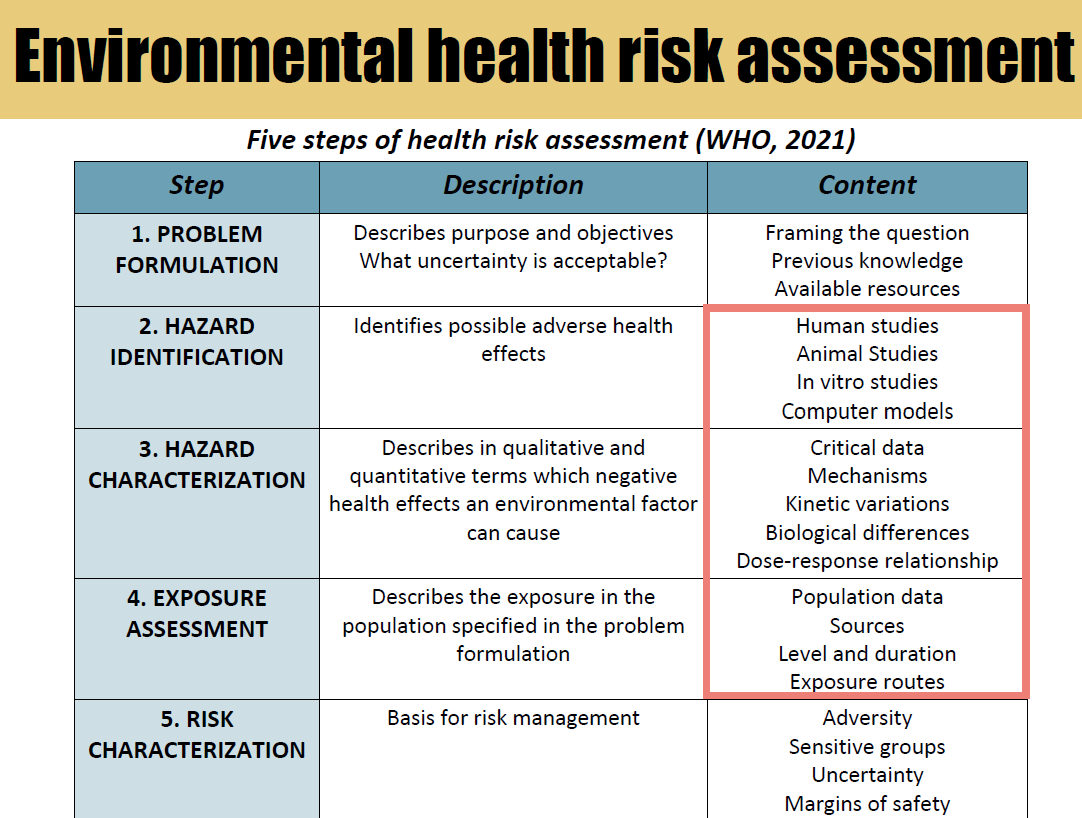 Environmental health risk assessment
Five steps of health risk assessment (WHO, 2021)
Step
Description
Content
1. PROBLEM
FORMULATION
Describes purpose and objectives
What uncertainty is acceptable?
Framing the question
Previous knowledge
Available resources
2. HAZARD
IDENTIFICATION
Identifies possible adverse health
effects
Human studies
Animal Studies
In vitro studies
Computer models
3. HAZARD
CHARACTERIZATION
Describes in qualitative and
quantitative terms which negative
health effects an environmental factor
can cause
Critical data
Mechanisms
Kinetic variations
Biological differences
Dose-response relationship
4. EXPOSURE
ASSESSMENT
Describes the exposure in the
population specified in the problem
formulation
Population data
Sources
Level and duration
Exposure routes
5. RISK
CHARACTERIZATION
Basis for risk management
Adversity
Sensitive groups
Uncertainty
Margins of safety